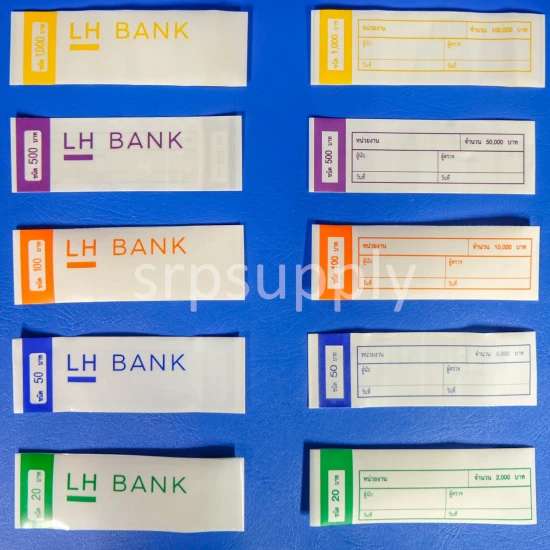 ชนิด 1,000 บาท
LH BANK
ชนิด 1,000 บาท
หน่วยงาน จำนวน 100,000 บาท
ผู้นับ ผู้ตรวจ
วันที่ วันที่
ชนิด 500 บาท
LH BANK
ชนิด 500 บาท
หน่วยงาน จำนวน 50,000 บาท
ผู้นับ ผู้ตรวจ
วันที่ วันที่
ชนิด 100 บาท
LH BANK
ชนิด 100 บาท
หน่วยงาน จำนวน 10,000 บาท
ผู้นับ ผู้ตรวจ
วันที่ วันที่
srpsupply
ชนิด 50 บาท
LH BANK
ชนิด 50 บาท
หน่วยงาน จำนวน 5,000 บาท
ผู้นับ ผู้ตรวจ
วันที่ วันที่
ชนิด 20 บาท
LH BANK
ชนิด 20 บาท
หน่วยงาน จำนวน 2,000 บาท
ผู้นับ ผู้ตรวจ
วันที่ วันที่